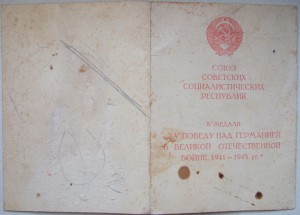 СОЮЗ
СОВЕТСКИХ
СОЦИАЛИСТИЧЕСКИХ
РЕСПУБЛИК
К МЕДАЛИ
„ЗА ПОБЕДУ НАД ГЕРМАНИЕЙ
В ВЕЛИКОЙ ОТЕЧЕСТВЕННОЙ
ВОЙНЕ 1941–1945 гг."